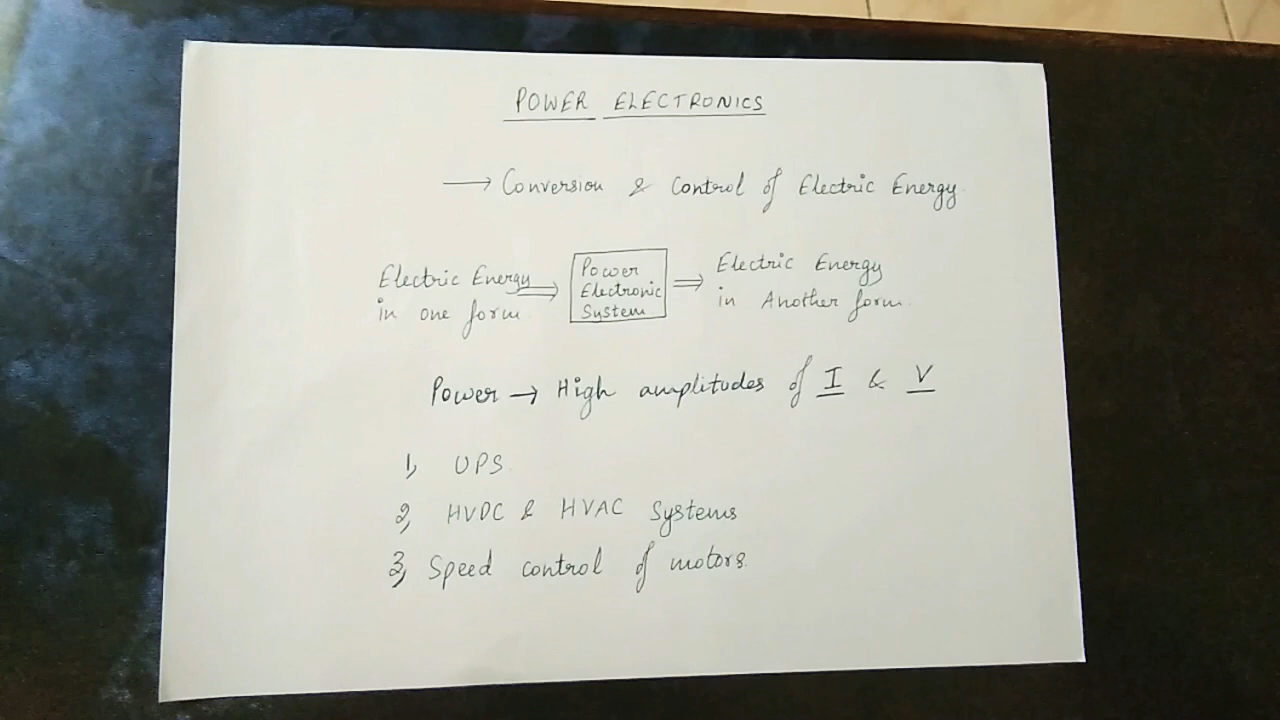 POWER ELECTRONICS
→ Conversion & Control of Electric Energy.
Electric Energy
in one form.
⇒
Power
Electronic
System
⇒
Electric Energy
in Another form.
Power → High amplitudes of I & V
1, UPS.
2, HVDC & HVAC Systems
3, Speed control of motors.